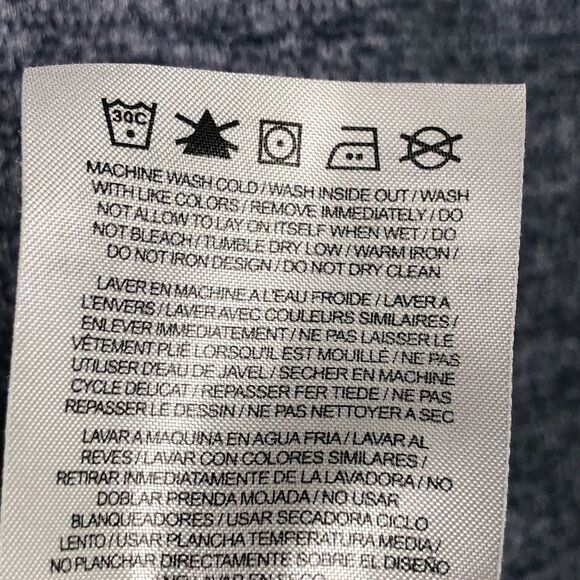 30C
MACHINE WASH COLD / WASH INSIDE OUT / WASH
WITH LIKE COLORS / REMOVE IMMEDIATELY / DO
NOT ALLOW TO LAY ON ITSELF WHEN WET / DO
NOT BLEACH / TUMBLE DRY LOW / WARM IRON /
DO NOT IRON DESIGN / DO NOT DRY CLEAN
LAVER EN MACHINE A L'EAU FROIDE / LAVER A
L'ENVERS / LAVER AVEC COULEURS SIMILAIRES /
ENLEVER IMMEDIATEMENT / NE PAS LAISSER LE
VÊTEMENT PLIÉ LORSQU'IL EST MOUILLÉ / NE PAS
UTILISER D'EAU DE JAVEL / SECHER EN MACHINE
CYCLE DELICAT / REPASSER FER TIEDE / NE PAS
REPASSER LE DESSIN / NE PAS NETTOYER A SEC
LAVAR A MAQUINA EN AGUA FRIA / LAVAR AL
REVES / LAVAR CON COLORES SIMILARES /
RETIRAR INMEDIATAMENTE DE LA LAVADORA / NO
DOBLAR PRENDA MOJADA / NO USAR
BLANQUEADORES / USAR SECADORA CICLO
LENTO / USAR PLANCHA TEMPERATURA MEDIA /
NO PLANCHAR DIRECTAMENTE SOBRE EL DISEÑO
/ NO LAVAR EN SECO